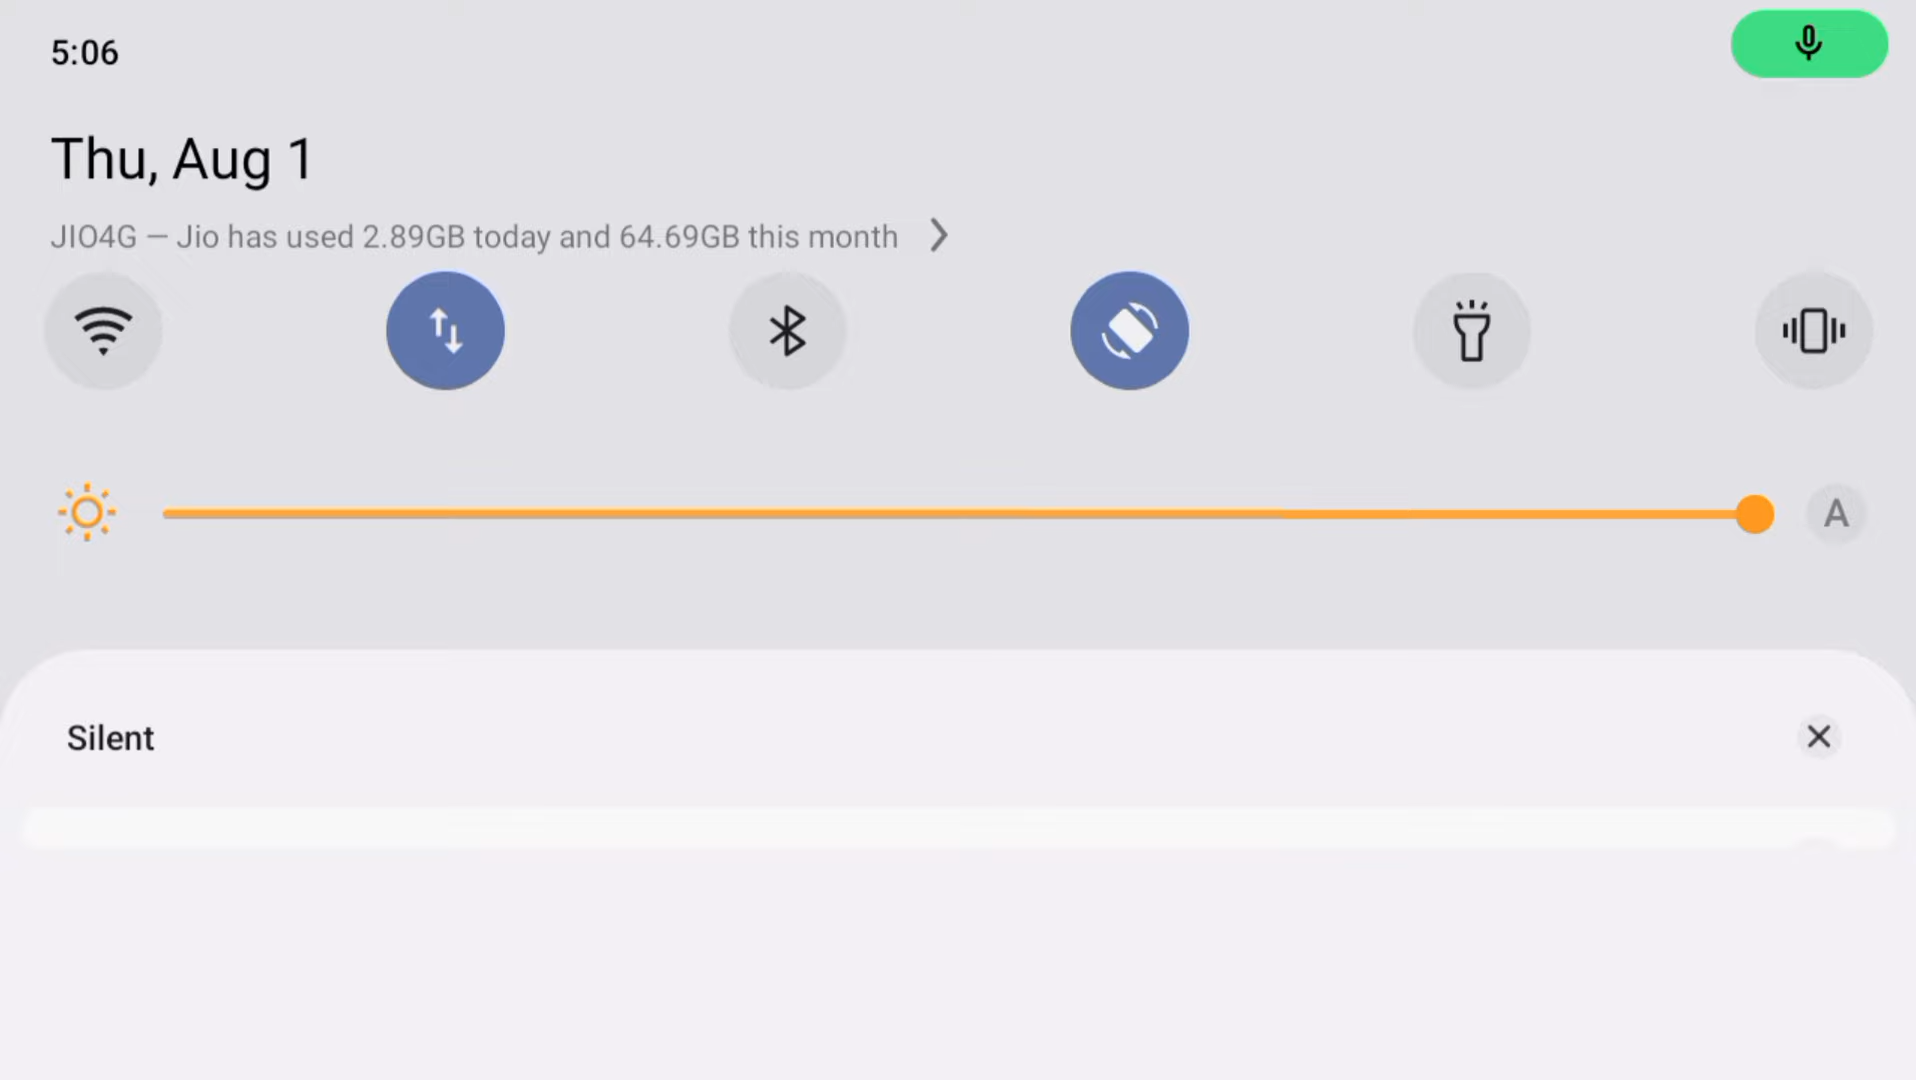 5:06
Thu, Aug 1
JIO4G — Jio has used 2.89GB today and 64.69GB this month
A
Silent